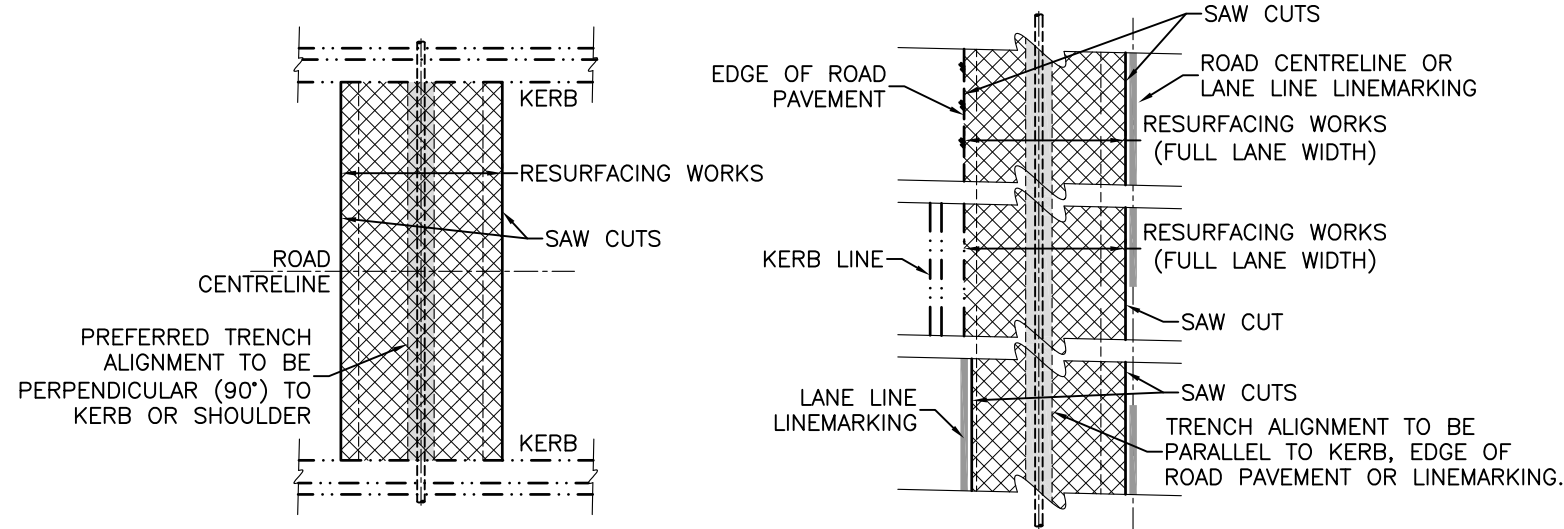 KERB
RESURFACING WORKS
SAW CUTS
ROAD
CENTRELINE
PREFERRED TRENCH
ALIGNMENT TO BE
PERPENDICULAR (90°) TO
KERB OR SHOULDER
KERB
SAW CUTS
EDGE OF ROAD
PAVEMENT
ROAD CENTRELINE OR
LANE LINE LINEMARKING
RESURFACING WORKS
(FULL LANE WIDTH)
RESURFACING WORKS
(FULL LANE WIDTH)
KERB LINE
SAW CUT
SAW CUTS
LANE LINE
LINEMARKING
TRENCH ALIGNMENT TO BE
PARALLEL TO KERB, EDGE OF
ROAD PAVEMENT OR LINEMARKING.